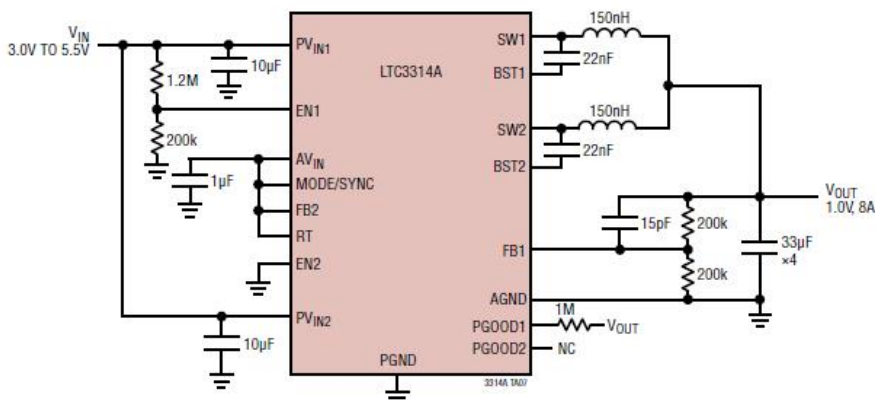 VIN
3.0V TO 5.5V
1.2M
200k
10µF
1µF
10µF
PVIN1
EN1
AVIN
MODE/SYNC
FB2
RT
EN2
PVIN2
LTC3314A
PGND
SW1
BST1
SW2
BST2
FB1
AGND
PGOOD1
PGOOD2
150nH
22nF
150nH
22nF
15pF
200k
200k
33µF
×4
VOUT
1.0V, 8A
1M
VOUT
NC
3314A TA07